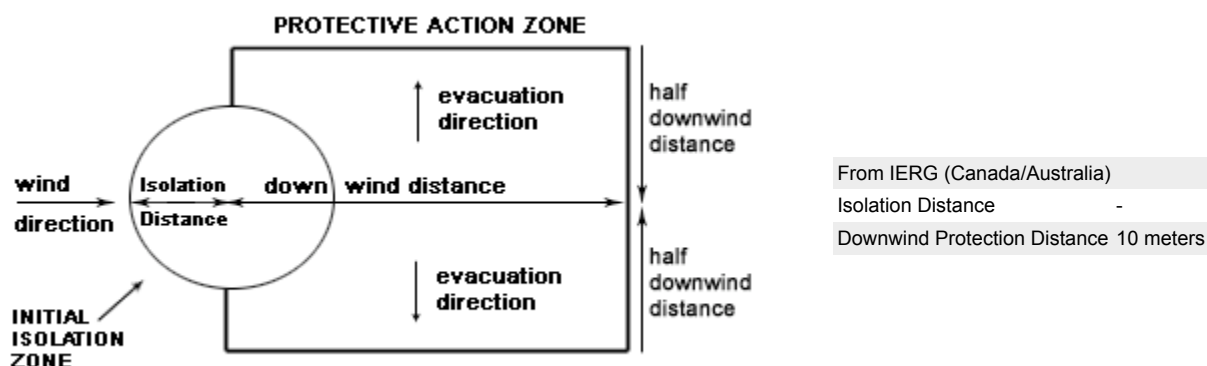 PROTECTIVE ACTION ZONE
evacuation
direction
half
downwind
distance
wind
direction
Isolation
Distance
down wind distance
evacuation
direction
half
downwind
distance
INITIAL
ISOLATION
ZONE
From IERG (Canada/Australia)
Isolation Distance -
Downwind Protection Distance 10 meters